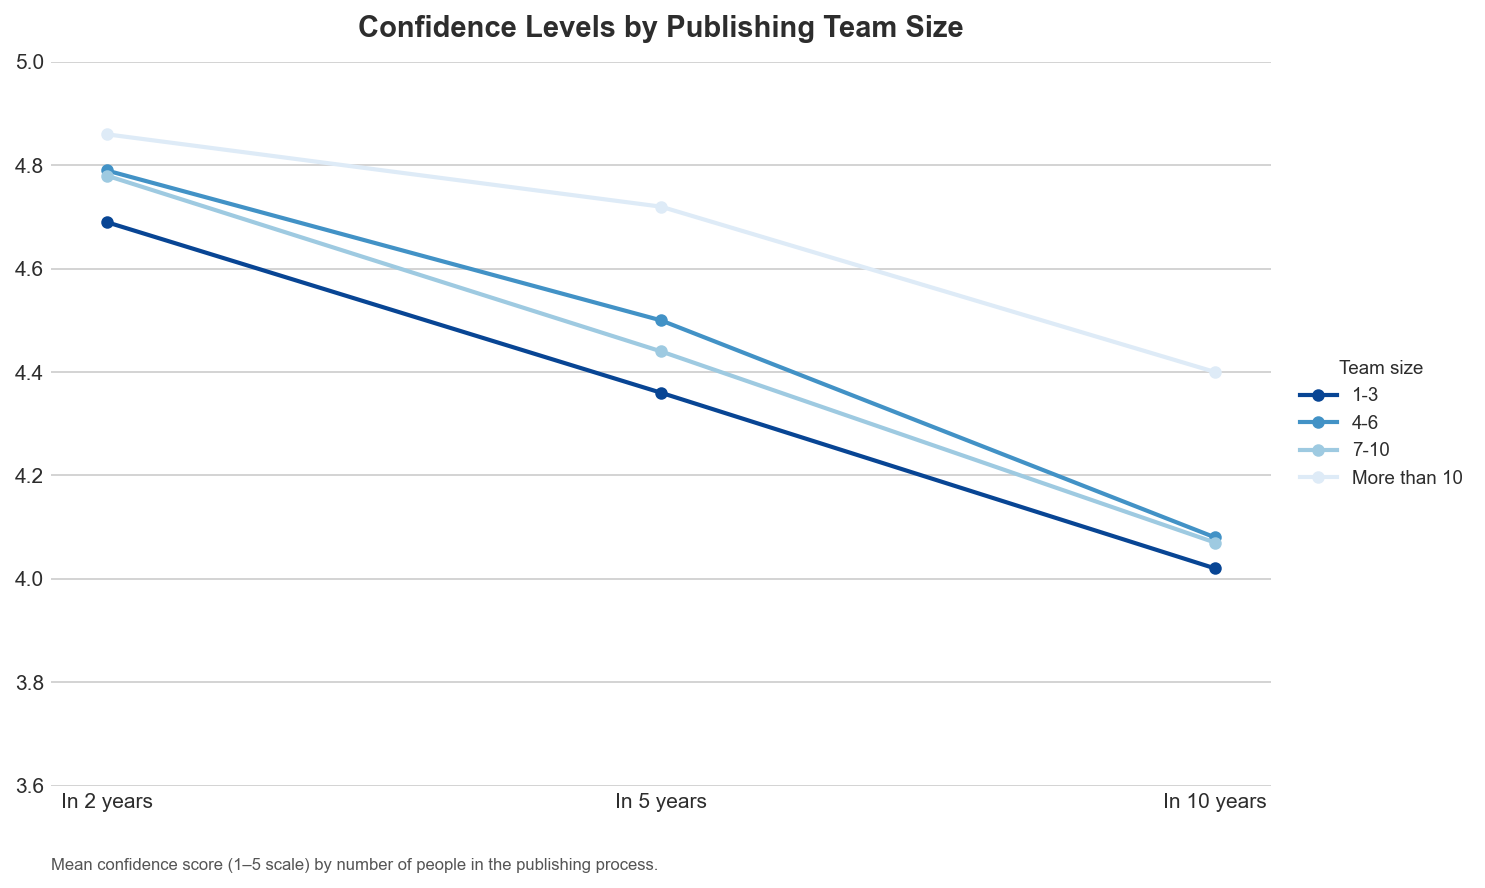 Confidence Levels by Publishing Team Size
5.0
4.8
4.6
4.4
4.2
4.0
3.8
3.6
In 2 years
In 5 years
In 10 years
Team size
1-3
4-6
7-10
More than 10
Mean confidence score (1–5 scale) by number of people in the publishing process.